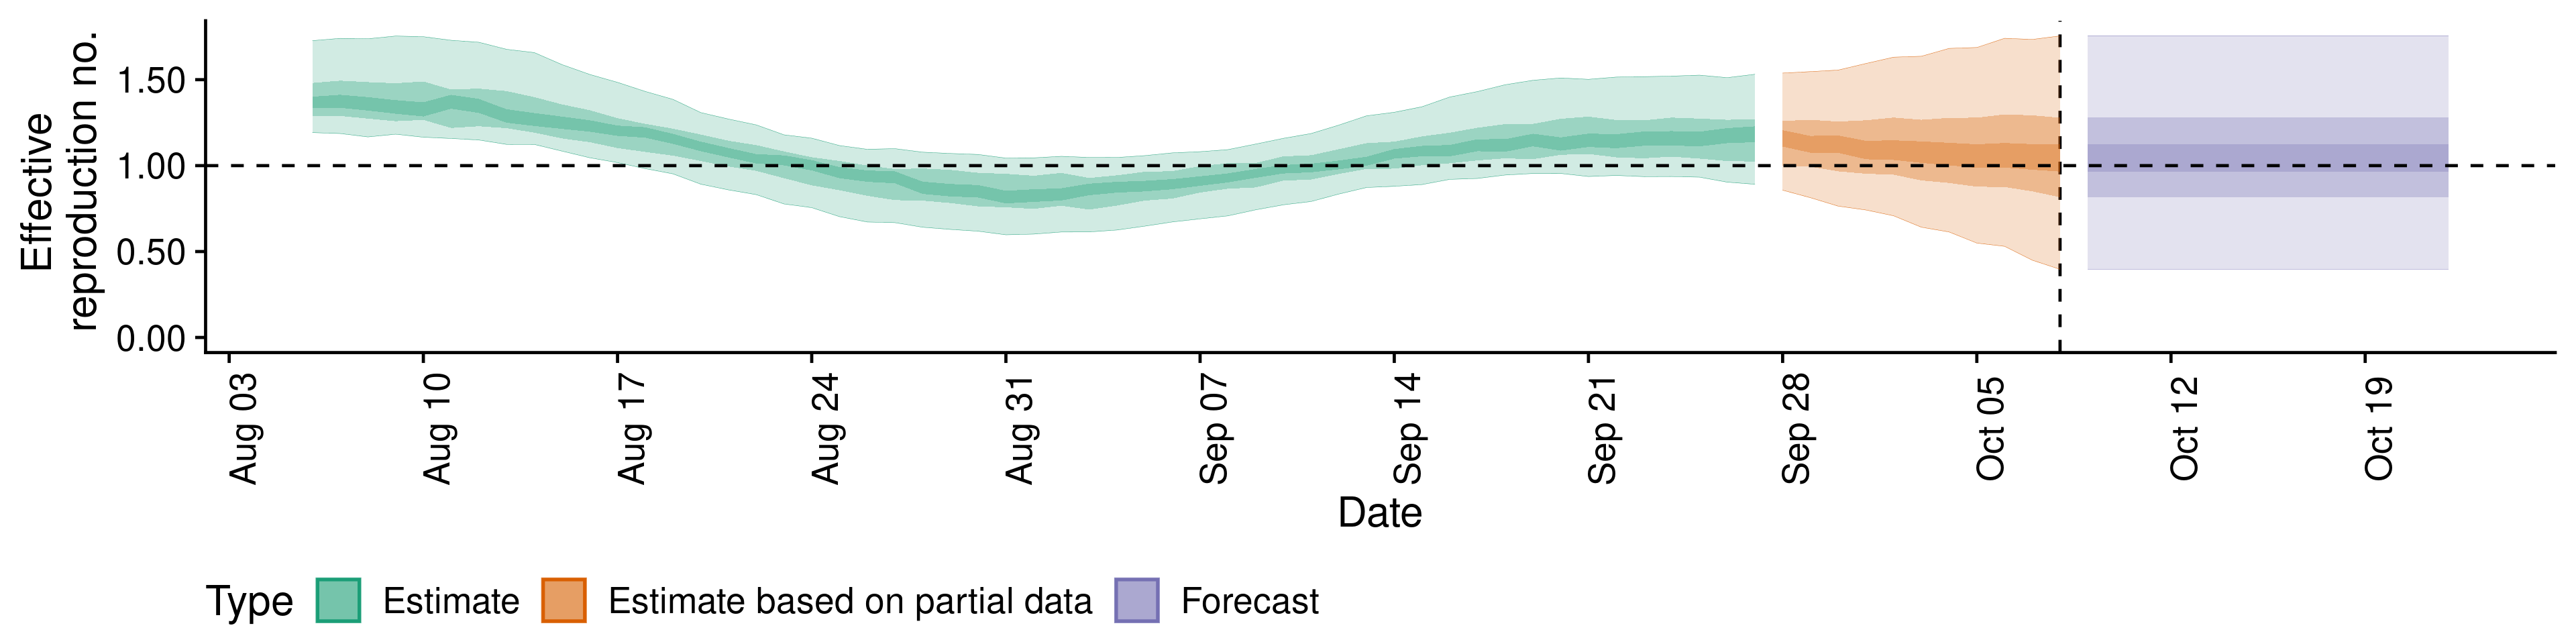 Effective
reproduction no.
1.50
1.00
0.50
0.00
Aug 03
Aug 10
Aug 17
Aug 24
Aug 31
Sep 07
Sep 14
Sep 21
Sep 28
Oct 05
Oct 12
Oct 19
Date
Type Estimate Estimate based on partial data Forecast